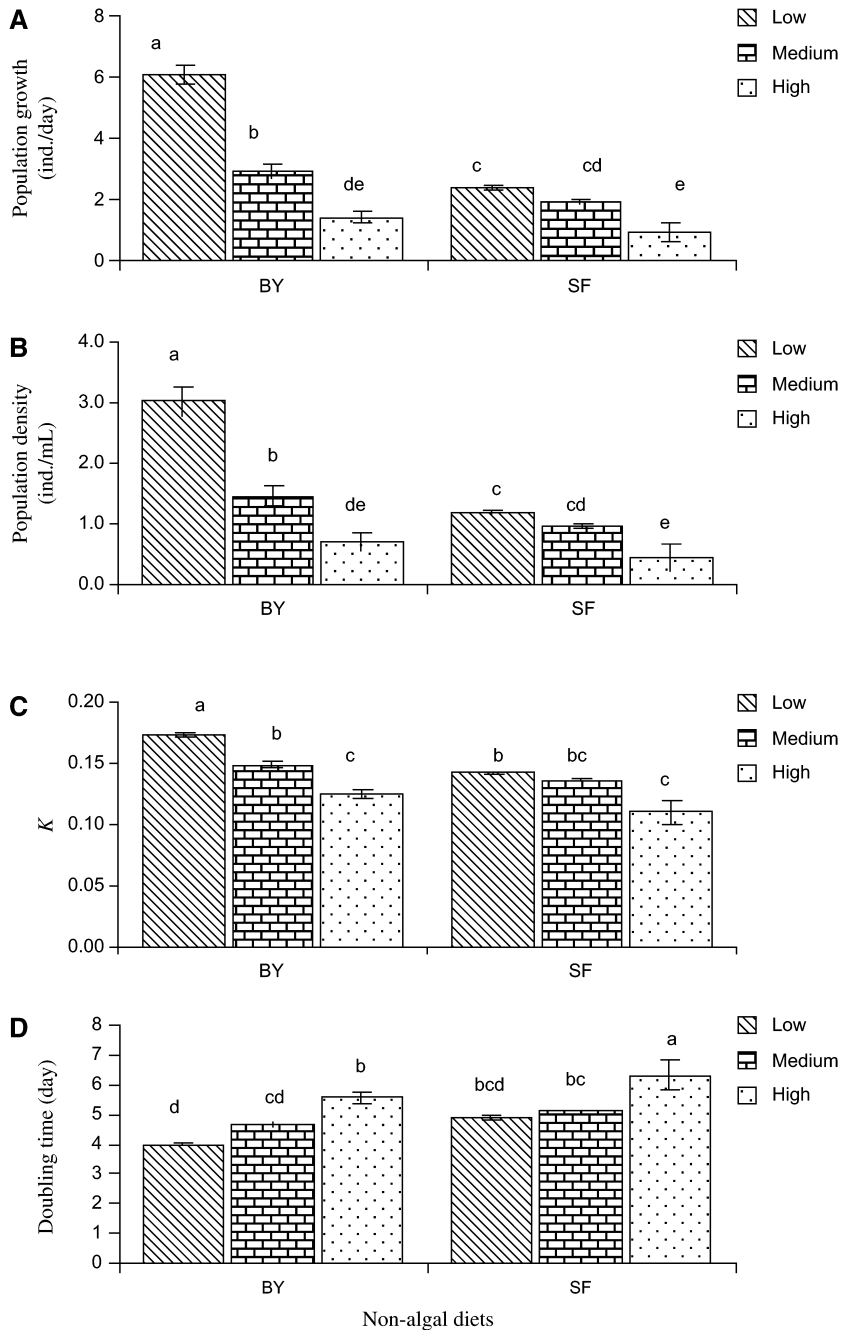 A
Population growth
(ind./day)
8
6
4
2
0
a
b
de
c
cd
e
BY
SF
Low
Medium
High
B
Population density
(ind./mL)
4.0
3.0
2.0
1.0
0.0
a
b
de
c
cd
e
BY
SF
Low
Medium
High
C
K
0.20
0.15
0.10
0.05
0.00
a
b
c
b
bc
c
BY
SF
Low
Medium
High
D
Doubling time (day)
8
7
6
5
4
3
2
1
0
d
cd
b
bcd
bc
a
BY
SF
Low
Medium
High
Non-algal diets